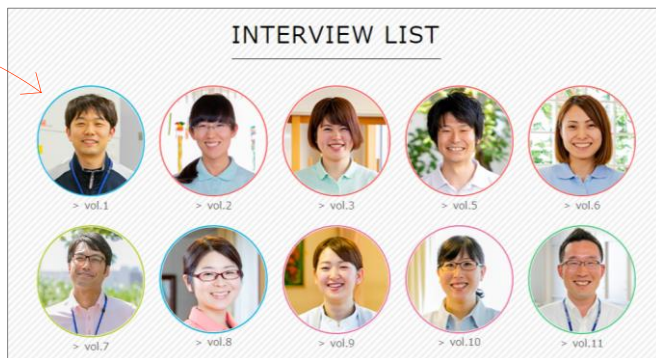 INTERVIEW LIST
> vol.1
> vol.2
> vol.3
> vol.5
> vol.6
> vol.7
> vol.8
> vol.9
> vol.10
> vol.11